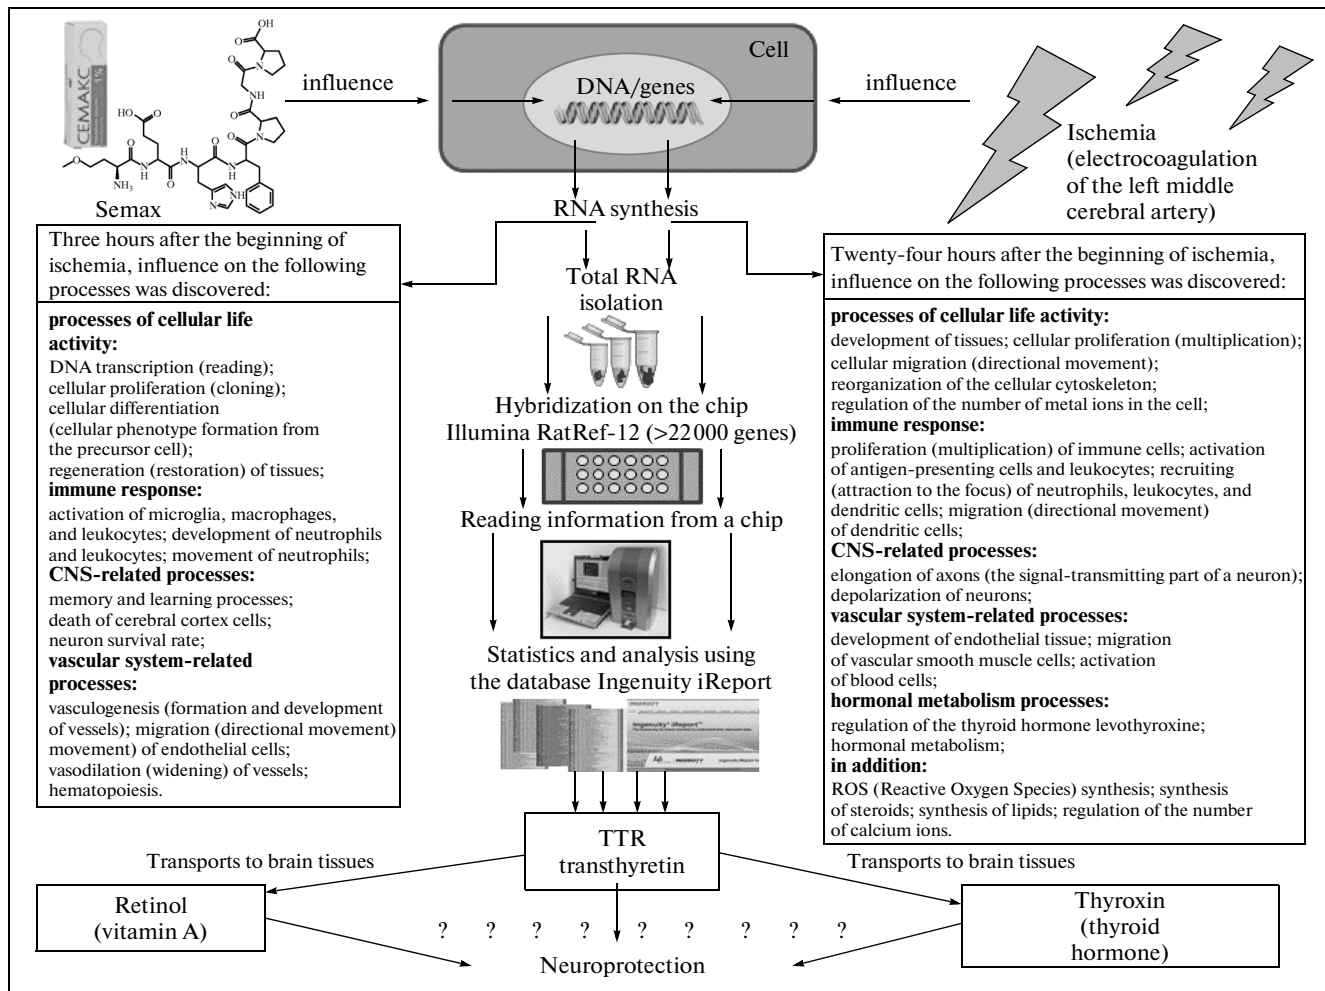 СЕМАКС
1%
OH
O
N
O
NH
O
N
HO
O
O
O
O
H
N
O
N
H
O
N
H
O
NH₃
N
NH
Semax
influence
Cell
DNA/genes
influence
Ischemia
(electrocoagulation
of the left middle
cerebral artery)
RNA synthesis
Three hours after the beginning of
ischemia, influence on the following
processes was discovered:
processes of cellular life
activity:
DNA transcription (reading);
cellular proliferation (cloning);
cellular differentiation
(cellular phenotype formation from
the precursor cell);
regeneration (restoration) of tissues;
immune response:
activation of microglia, macrophages,
and leukocytes; development of neutrophils
and leukocytes; movement of neutrophils;
CNS-related processes:
memory and learning processes;
death of cerebral cortex cells;
neuron survival rate;
vascular system-related
processes:
vasculogenesis (formation and development
of vessels); migration (directional movement)
movement) of endothelial cells;
vasodilation (widening) of vessels;
hematopoiesis.
Total RNA
isolation
Hybridization on the chip
Illumina RatRef-12 (>22 000 genes)
Reading information from a chip
Statistics and analysis using
the database Ingenuity iReport
INGENUITY
Ingenuity iReport™
Life
INGENUITY
Ingenuity iReport
Twenty-four hours after the beginning of ischemia,
influence on the following processes was discovered:
processes of cellular life activity:
development of tissues; cellular proliferation (multiplication);
cellular migration (directional movement);
reorganization of the cellular cytoskeleton;
regulation of the number of metal ions in the cell;
immune response:
proliferation (multiplication) of immune cells; activation
of antigen-presenting cells and leukocytes; recruiting
(attraction to the focus) of neutrophils, leukocytes, and
dendritic cells; migration (directional movement)
of dendritic cells;
CNS-related processes:
elongation of axons (the signal-transmitting part of a neuron);
depolarization of neurons;
vascular system-related processes:
development of endothelial tissue; migration
of vascular smooth muscle cells; activation
of blood cells;
hormonal metabolism processes:
regulation of the thyroid hormone levothyroxine;
hormonal metabolism;
in addition:
ROS (Reactive Oxygen Species) synthesis; synthesis
of steroids; synthesis of lipids; regulation of the number
of calcium ions.
TTR
transthyretin
Transports to brain tissues
Transports to brain tissues
Retinol
(vitamin A)
Thyroxin
(thyroid
hormone)
? ? ? ? ? ? ? ? ?
Neuroprotection